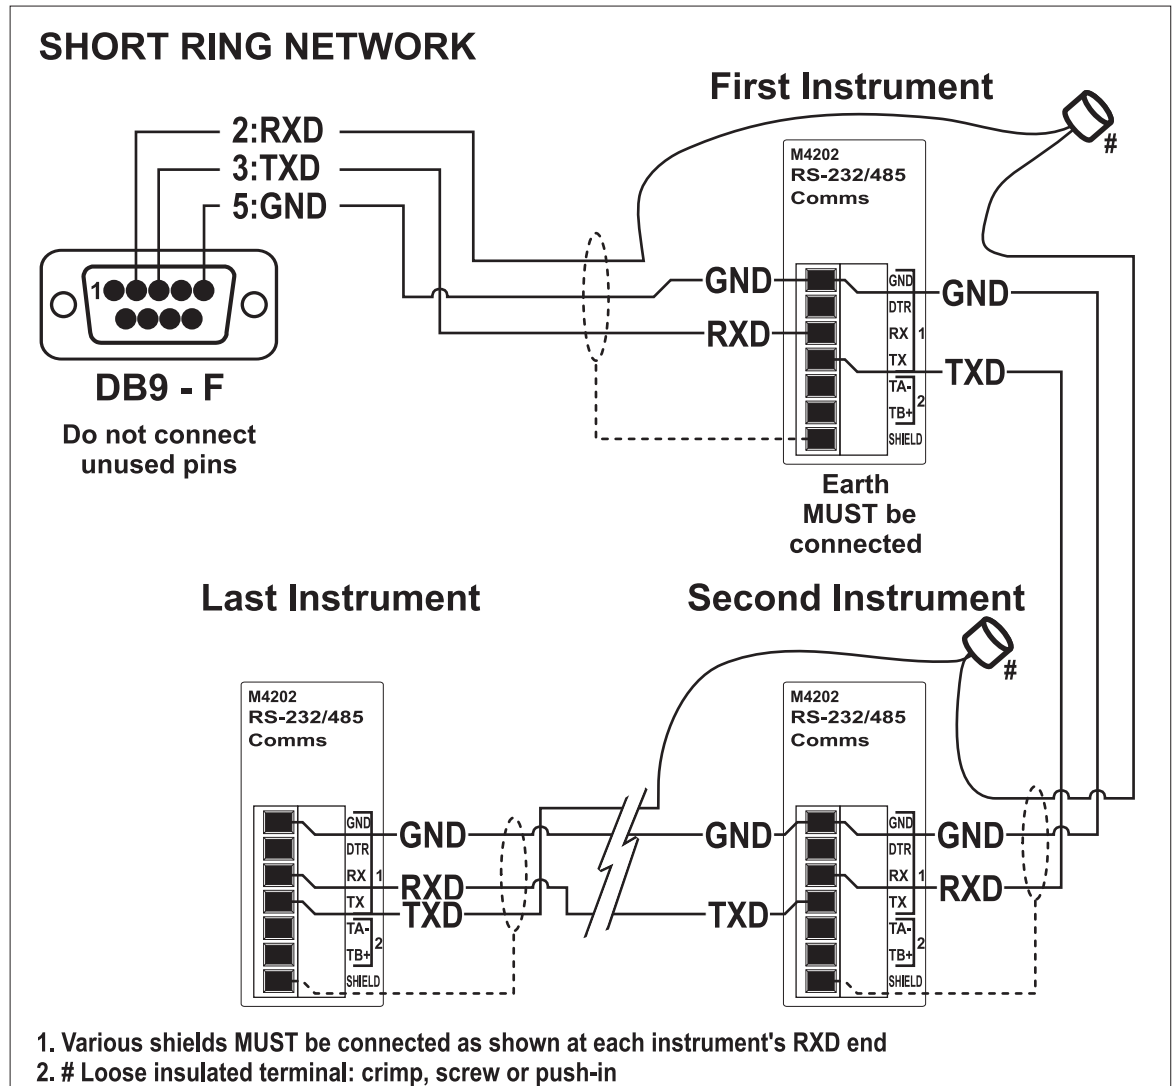 SHORT RING NETWORK
First Instrument
2:RXD
3:TXD
5:GND
#
M4202
RS-232/485
Comms
1
GND
RXD
GND
DTR
RX 1
TX
TA-
TB+
2
SHIELD
GND
TXD
DB9 - F
Do not connect
unused pins
Earth
MUST be
connected
Last Instrument
Second Instrument
#
M4202
RS-232/485
Comms
GND
DTR
RX 1
TX
TA-
TB+
2
SHIELD
GND
RXD
TXD
M4202
RS-232/485
Comms
GND
TXD
GND
DTR
RX 1
TX
TA-
TB+
2
SHIELD
GND
RXD
1. Various shields MUST be connected as shown at each instrument's RXD end
2. # Loose insulated terminal: crimp, screw or push-in